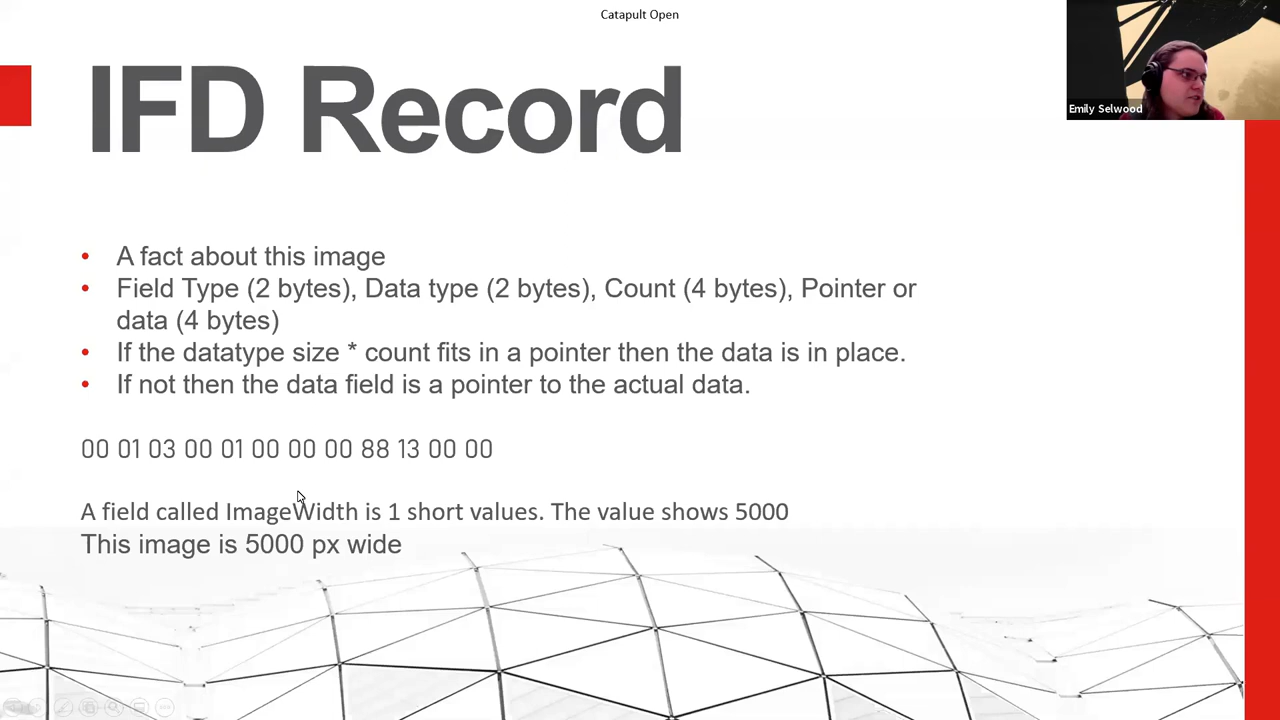 Catapult Open
IFD Record
Emily Selwood
• A fact about this image
• Field Type (2 bytes), Data type (2 bytes), Count (4 bytes), Pointer or
data (4 bytes)
• If the datatype size * count fits in a pointer then the data is in place.
• If not then the data field is a pointer to the actual data.
00 01 03 00 01 00 00 00 88 13 00 00
A field called ImageWidth is 1 short values. The value shows 5000
This image is 5000 px wide